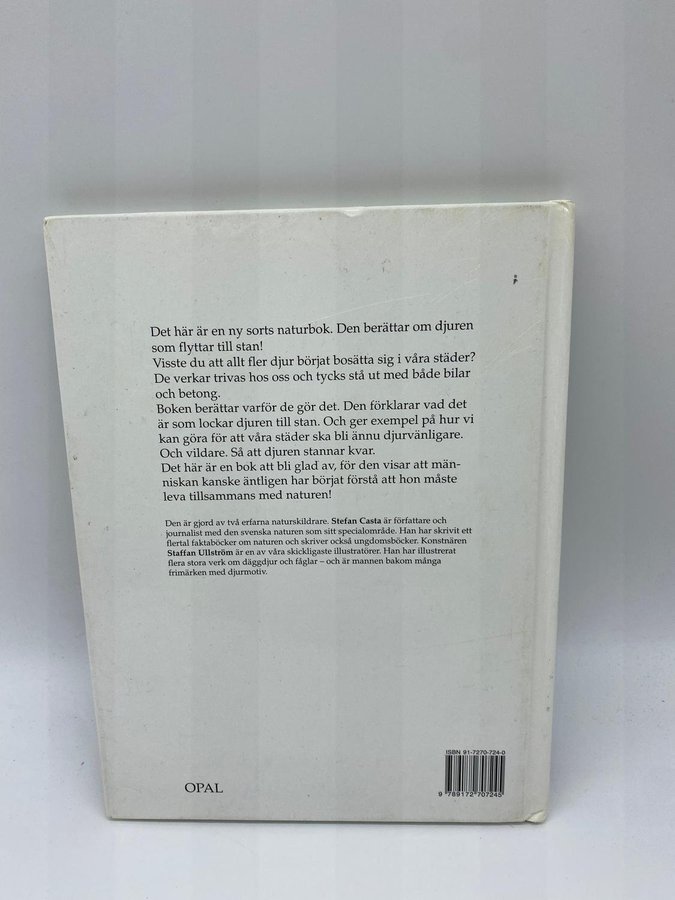 Det här är en ny sorts naturbok. Den berättar om djuren
som flyttar till stan!
Visste du att allt fler djur börjat bosätta sig i våra städer?
De verkar trivas hos oss och tycks stå ut med både bilar
och betong.
Boken berättar varför de gör det. Den förklarar vad det
är som lockar djuren till stan. Och ger exempel på hur vi
kan göra för att våra städer ska bli ännu djurvänligare.
Och vildare. Så att djuren stannar kvar.
Det här är en bok att bli glad av, för den visar att män-
niskan kanske äntligen har börjat förstå att hon måste
leva tillsammans med naturen!
Den är gjord av två erfarna naturskildrare. Stefan Casta är författare och
journalist med den svenska naturen som sitt specialområde. Han har skrivit ett
flertal faktaböcker om naturen och skriver också ungdomsböcker. Konstnären
Staffan Ullström är en av våra skickligaste illustratörer. Han har illustrerat
flera stora verk om däggdjur och fåglar – och är mannen bakom många
frimärken med djurmotiv.
ISBN 91-7270-724-0
9 789172 707245
OPAL